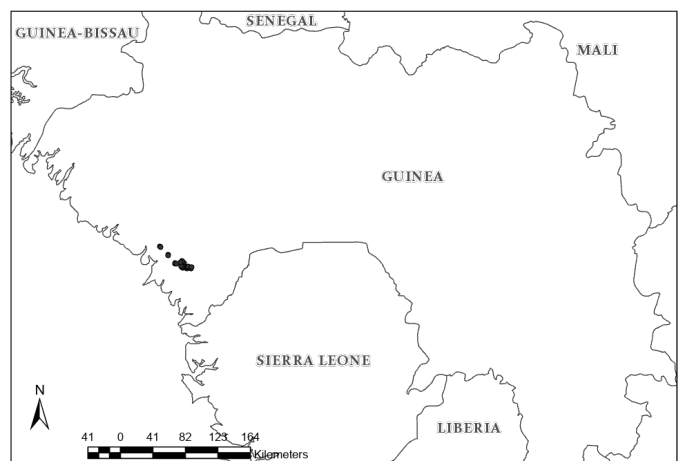 SENEGAL
GUINEA-BISSAU
MALI
GUINEA
SIERRA LEONE
N
LIBERIA
41 0 41 82 123 164
Kilometers